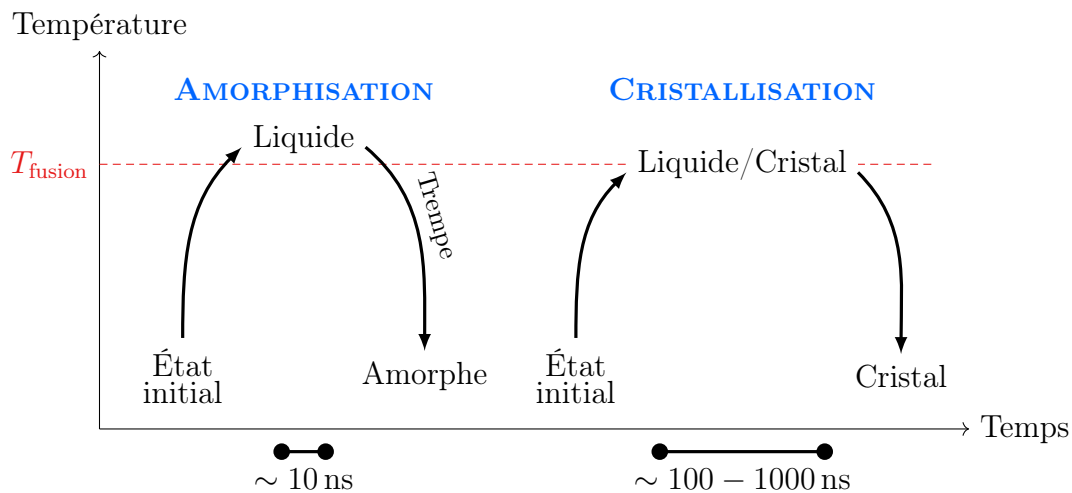 Température
AMORPHISATION
CRISTALLISATION
Liquide
T_fusion
Liquide/Cristal
Trempe
État
initial
Amorphe
État
initial
Cristal
Temps
∼ 10 ns
∼ 100 − 1000 ns